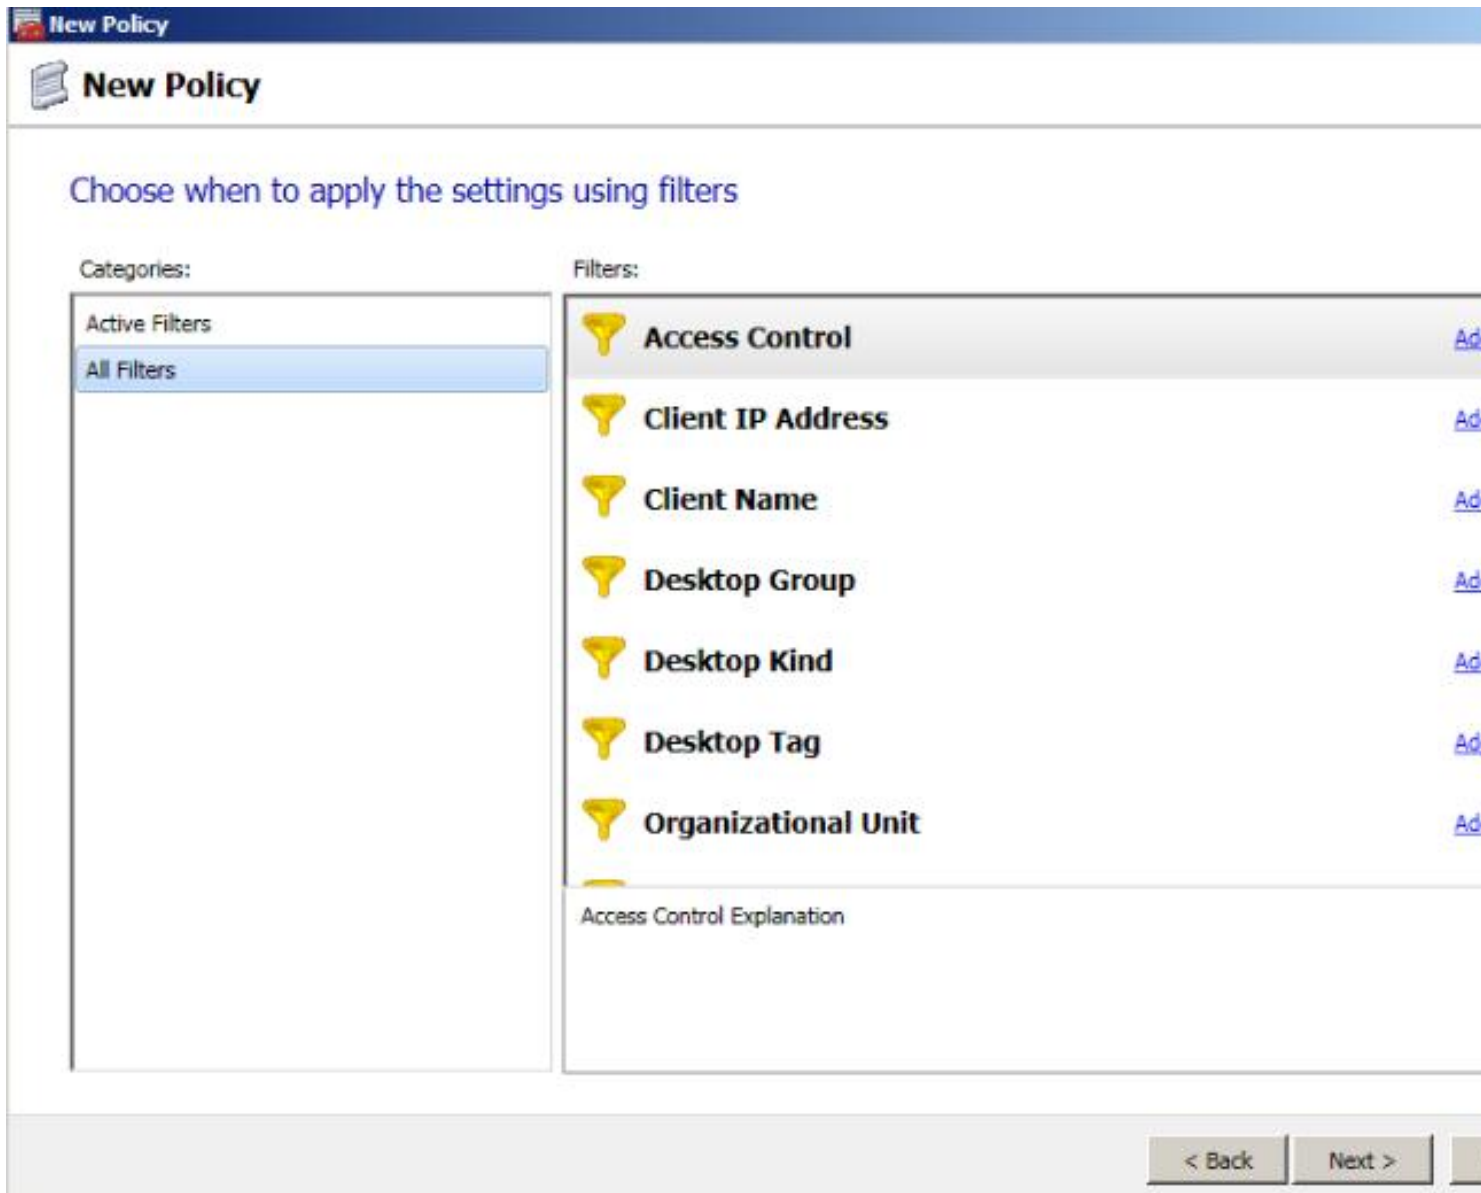 New Policy
New Policy
Choose when to apply the settings using filters
Categories:
Active Filters
All Filters
Filters:
Access Control
Client IP Address
Client Name
Desktop Group
Desktop Kind
Desktop Tag
Organizational Unit
Access Control Explanation
< Back
Next >